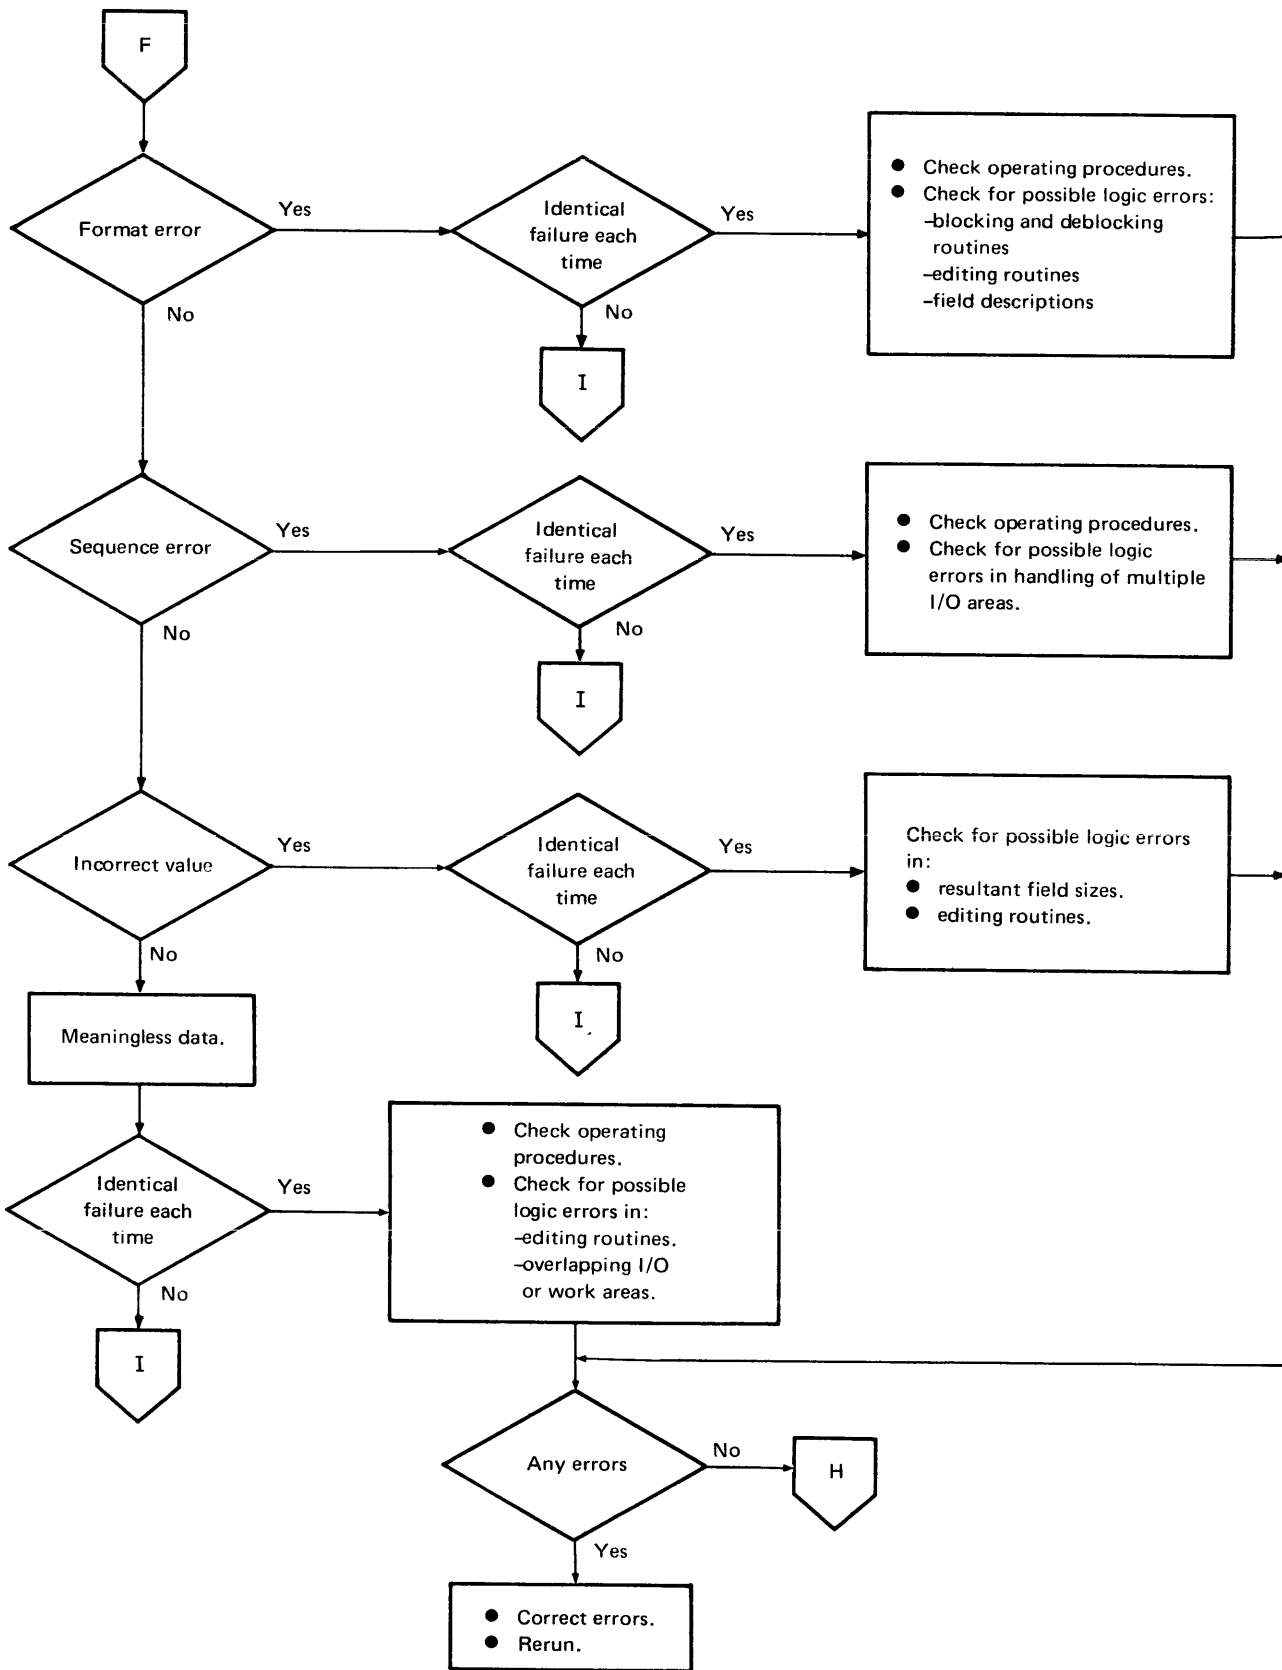 F
Format error
Yes
No
Identical
failure each
time
Yes
No
I
● Check operating procedures.
● Check for possible logic errors:
–blocking and deblocking
routines
–editing routines
–field descriptions
Sequence error
Yes
No
Identical
failure each
time
Yes
No
I
● Check operating procedures.
● Check for possible logic
errors in handling of multiple
I/O areas.
Incorrect value
Yes
No
Identical
failure each
time
Yes
No
I
Check for possible logic errors
in:
● resultant field sizes.
● editing routines.
Meaningless data.
Identical
failure each
time
Yes
No
I
● Check operating
procedures.
● Check for possible
logic errors in:
–editing routines.
–overlapping I/O
or work areas.
Any errors
No
H
Yes
● Correct errors.
● Rerun.